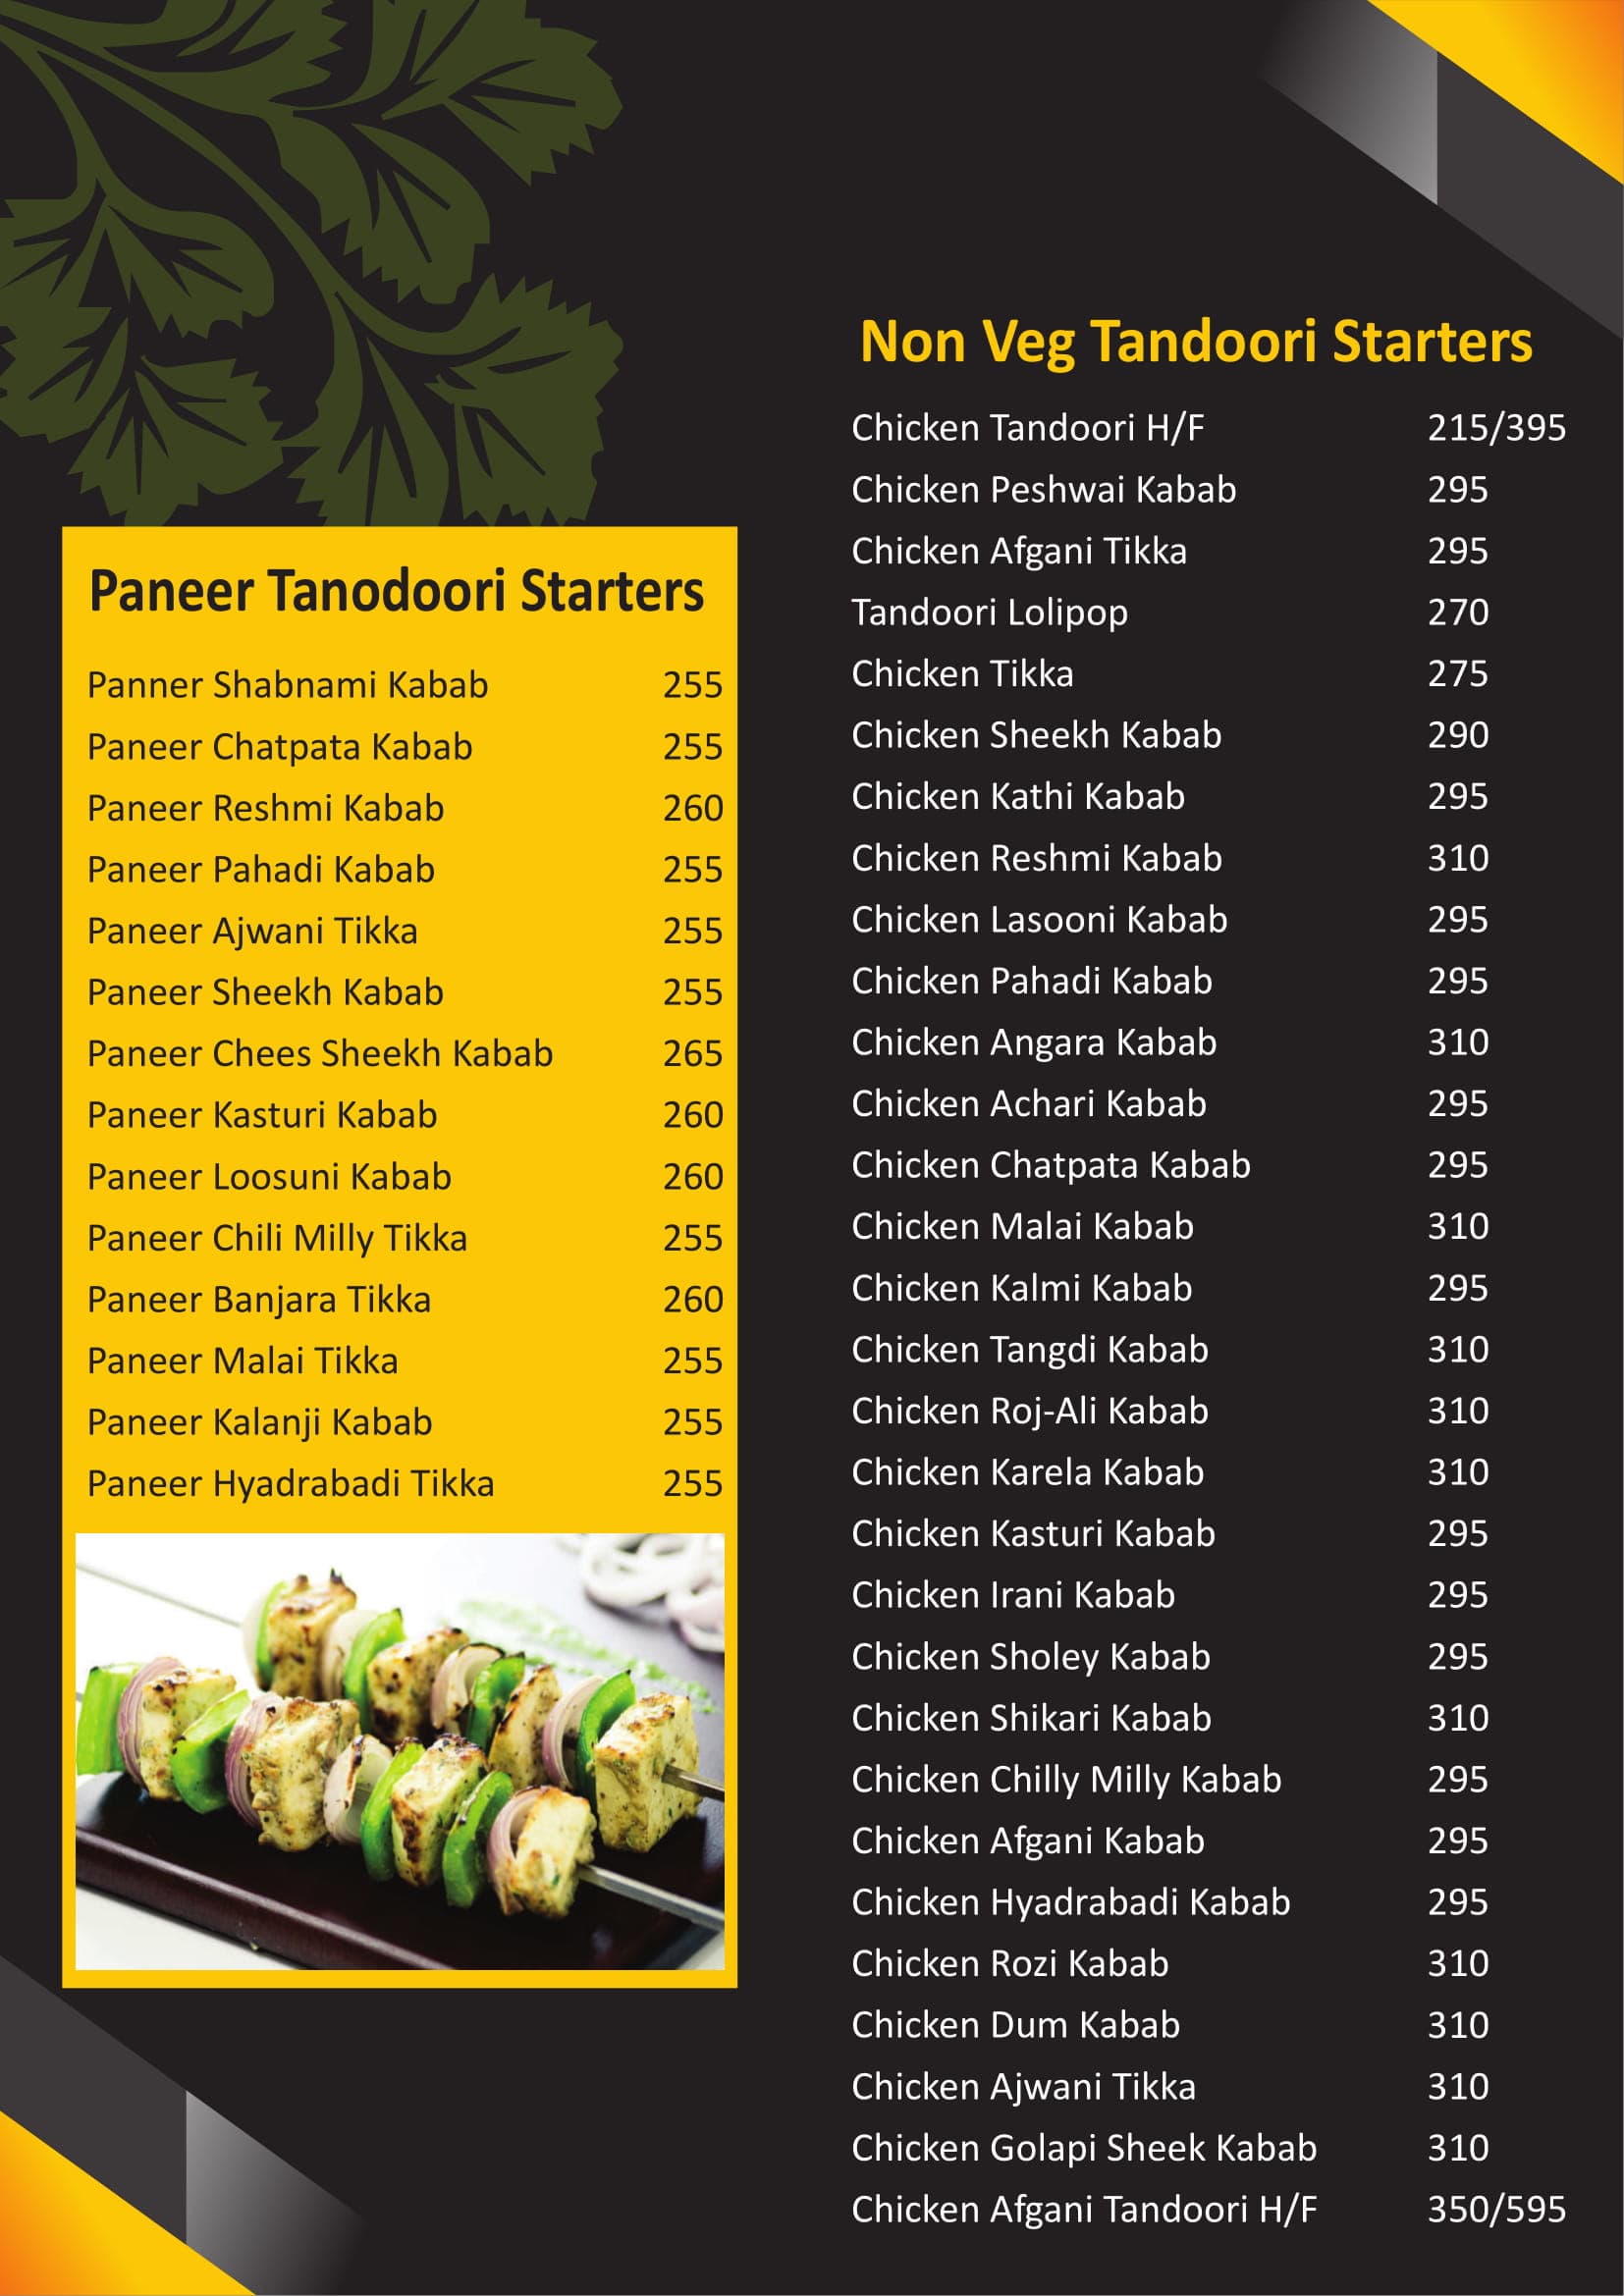 Paneer Tanodoori Starters
Panner Shabnami Kabab 255
Paneer Chatpata Kabab 255
Paneer Reshmi Kabab 260
Paneer Pahadi Kabab 255
Paneer Ajwani Tikka 255
Paneer Sheekh Kabab 255
Paneer Chees Sheekh Kabab 265
Paneer Kasturi Kabab 260
Paneer Loosuni Kabab 260
Paneer Chili Milly Tikka 255
Paneer Banjara Tikka 260
Paneer Malai Tikka 255
Paneer Kalanji Kabab 255
Paneer Hyadrabadi Tikka 255
Non Veg Tandoori Starters
Chicken Tandoori H/F 215/395
Chicken Peshwai Kabab 295
Chicken Afgani Tikka 295
Tandoori Lolipop 270
Chicken Tikka 275
Chicken Sheekh Kabab 290
Chicken Kathi Kabab 295
Chicken Reshmi Kabab 310
Chicken Lasooni Kabab 295
Chicken Pahadi Kabab 295
Chicken Angara Kabab 310
Chicken Achari Kabab 295
Chicken Chatpata Kabab 295
Chicken Malai Kabab 310
Chicken Kalmi Kabab 295
Chicken Tangdi Kabab 310
Chicken Roj-Ali Kabab 310
Chicken Karela Kabab 310
Chicken Kasturi Kabab 295
Chicken Irani Kabab 295
Chicken Sholey Kabab 295
Chicken Shikari Kabab 310
Chicken Chilly Milly Kabab 295
Chicken Afgani Kabab 295
Chicken Hyadrabadi Kabab 295
Chicken Rozi Kabab 310
Chicken Dum Kabab 310
Chicken Ajwani Tikka 310
Chicken Golapi Sheek Kabab 310
Chicken Afgani Tandoori H/F 350/595